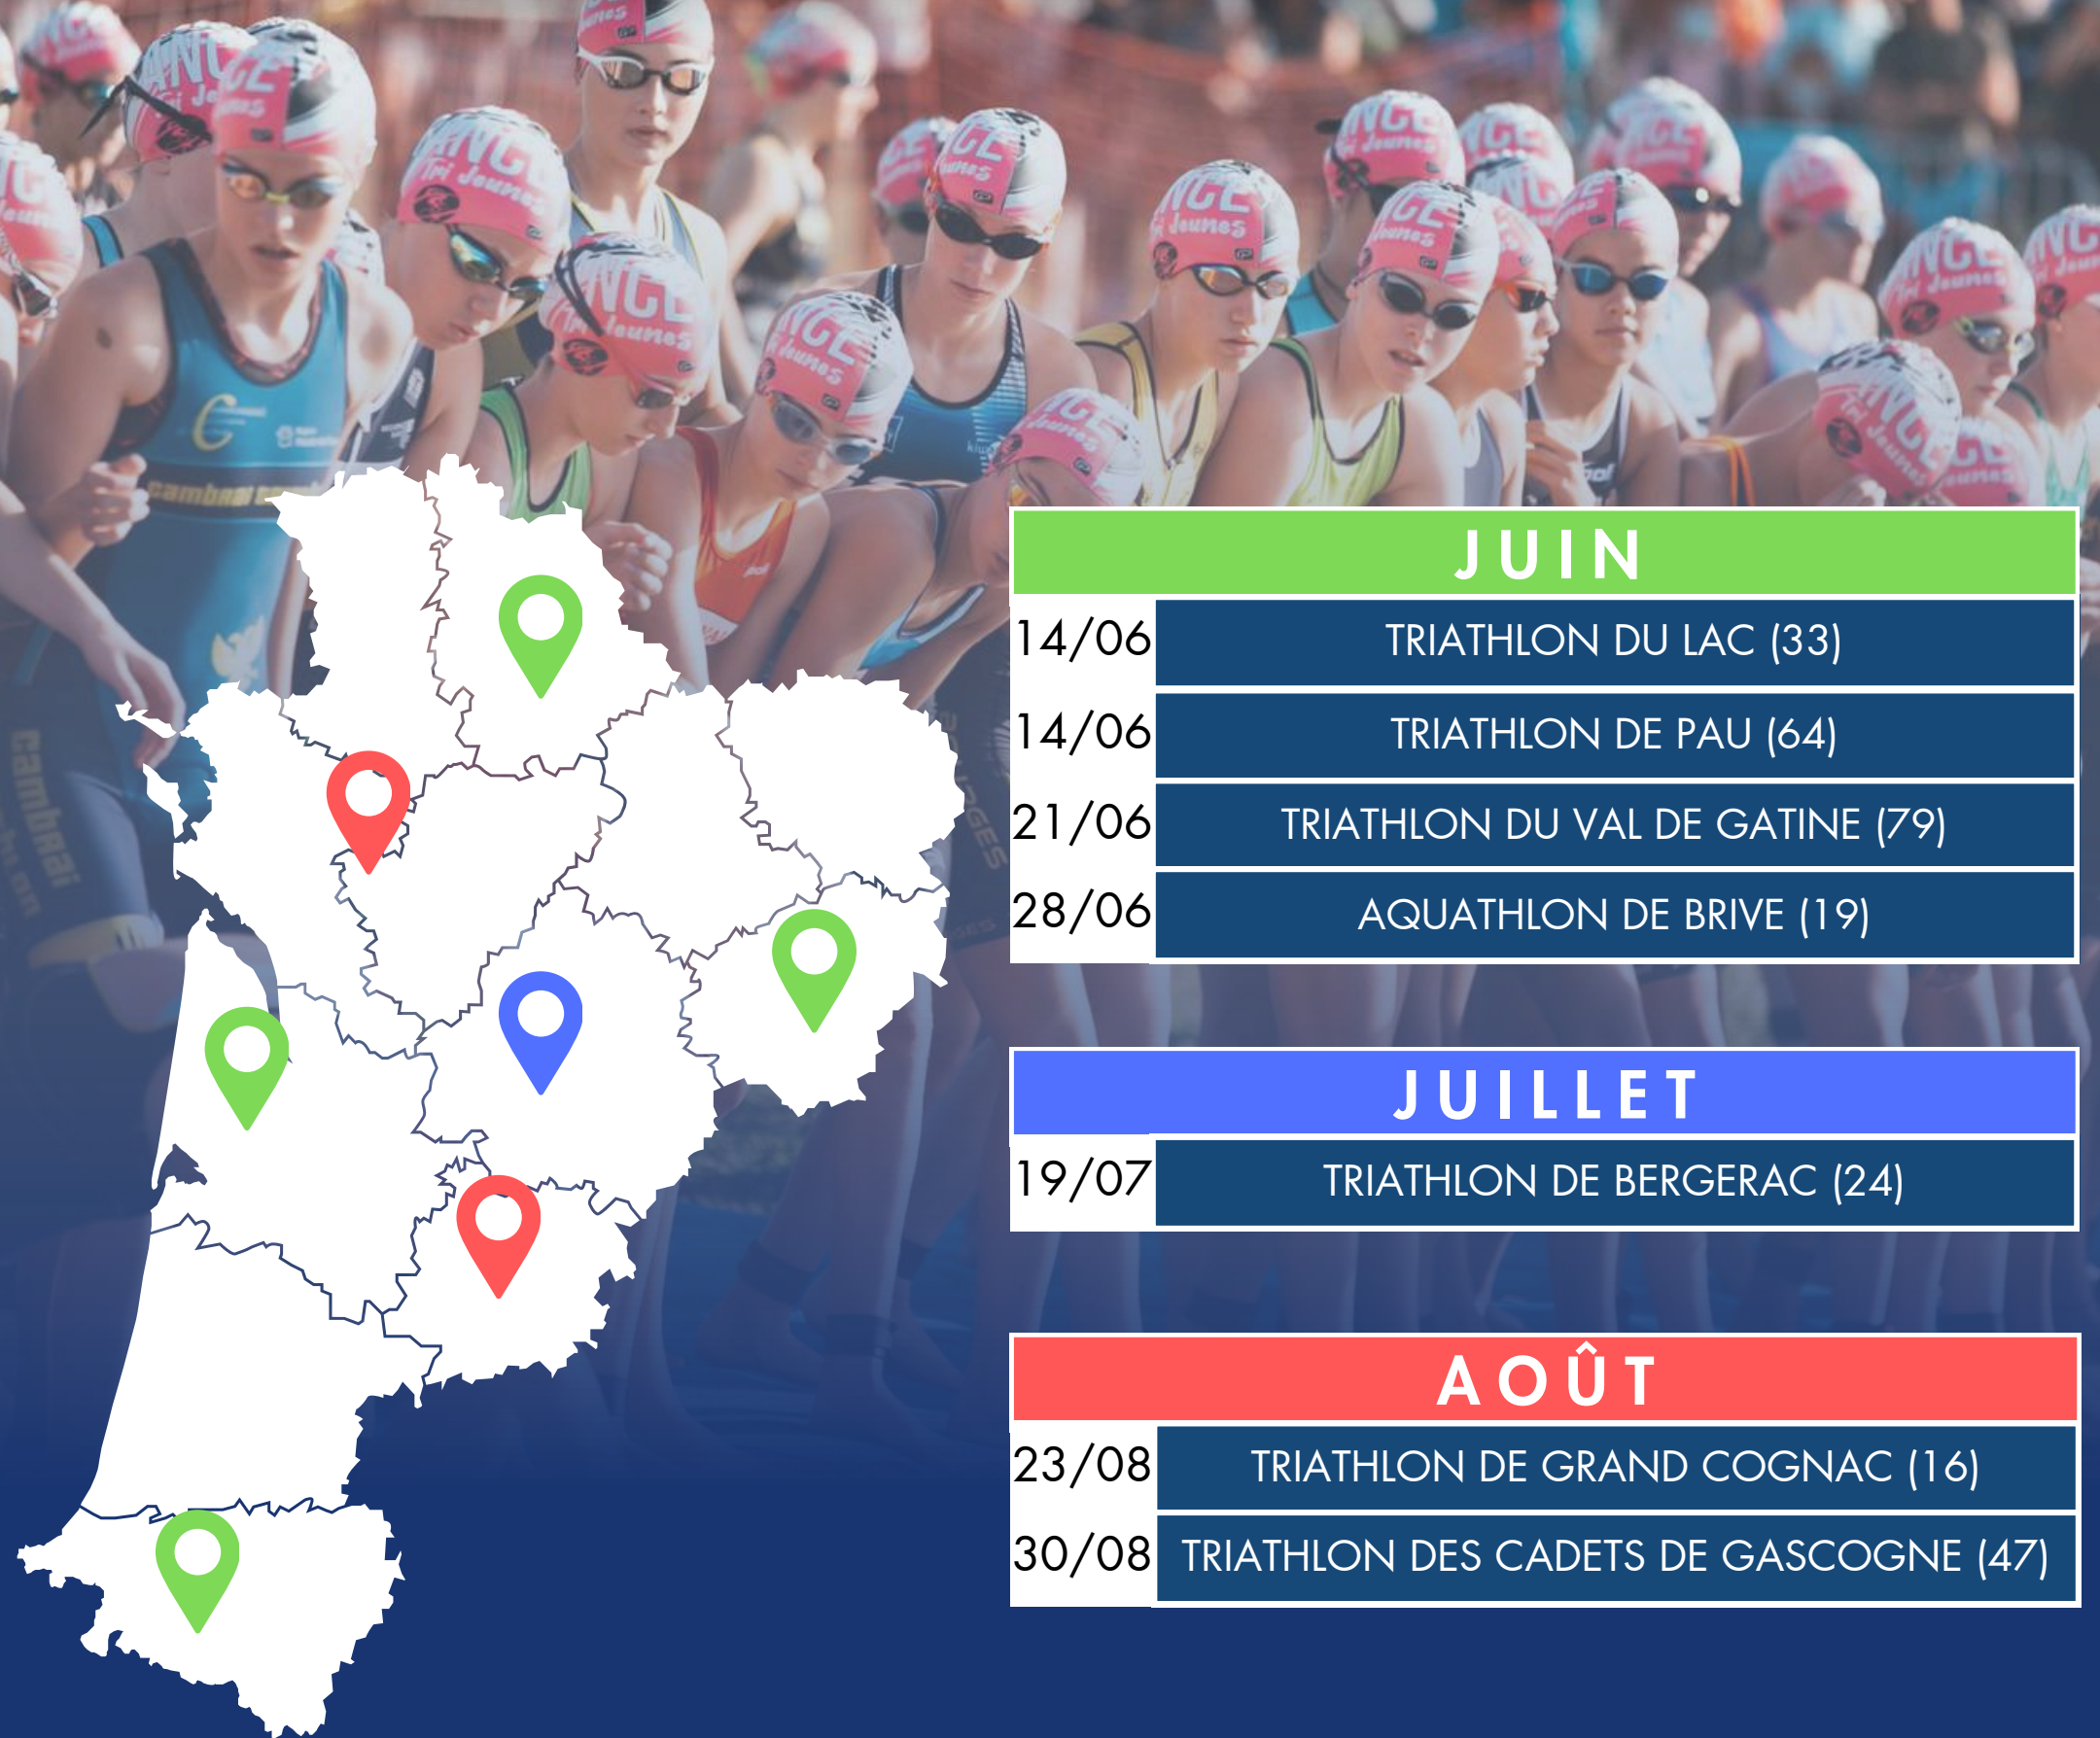 JUIN
14/06 TRIATHLON DU LAC (33)
14/06 TRIATHLON DE PAU (64)
21/06 TRIATHLON DU VAL DE GATINE (79)
28/06 AQUATHLON DE BRIVE (19)
JUILLET
19/07 TRIATHLON DE BERGERAC (24)
AOÛT
23/08 TRIATHLON DE GRAND COGNAC (16)
30/08 TRIATHLON DES CADETS DE GASCOGNE (47)